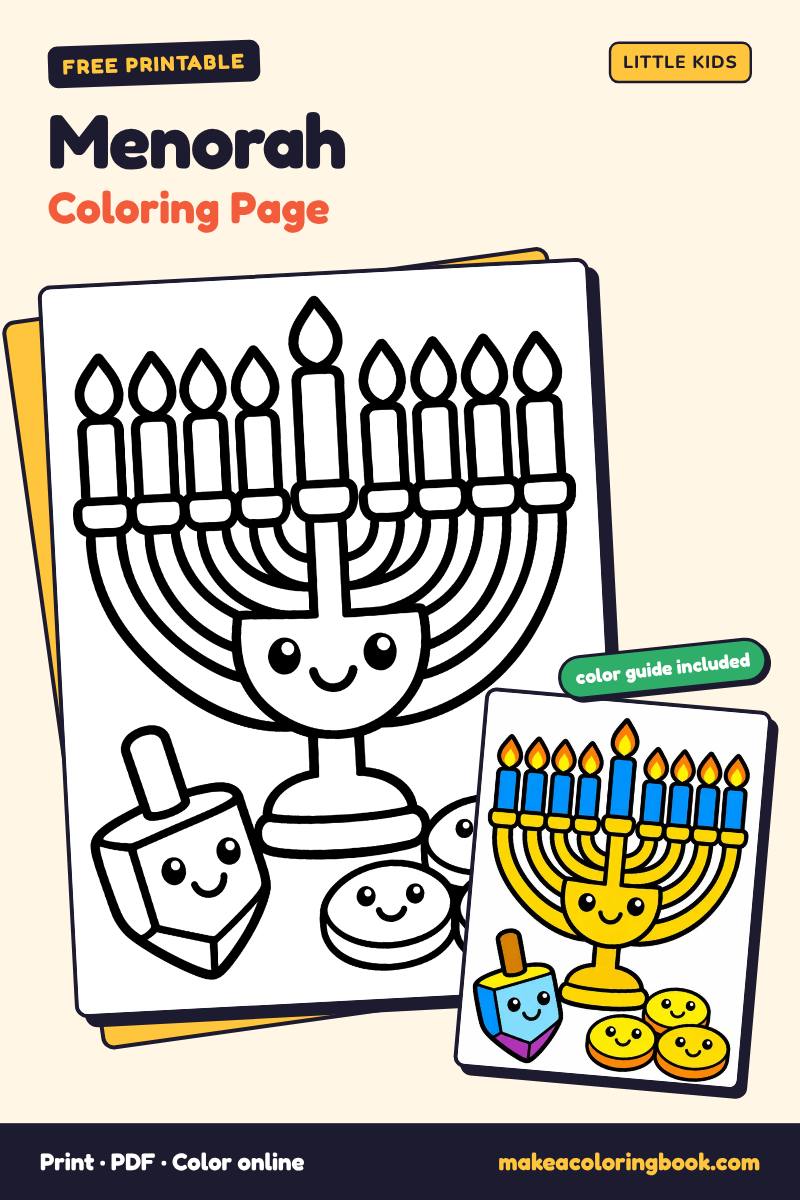 FREE PRINTABLE
LITTLE KIDS
Menorah
Coloring Page
color guide included
Print · PDF · Color online
makeacoloringbook.com